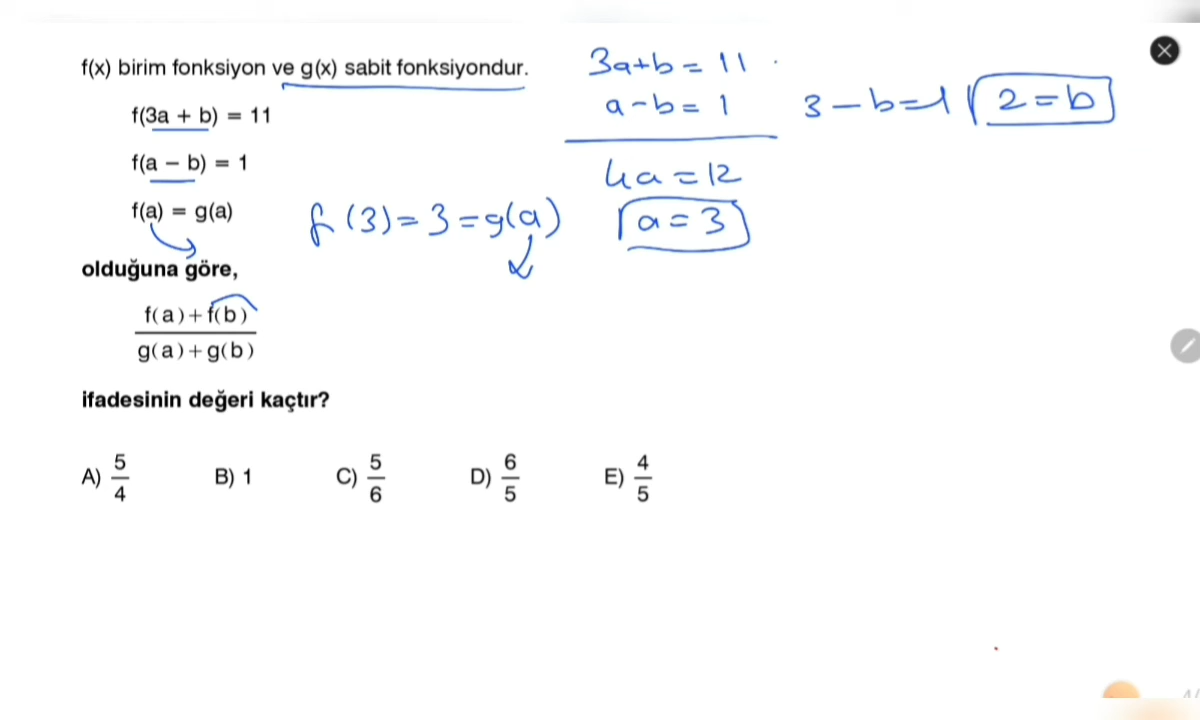 f(x) birim fonksiyon ve g(x) sabit fonksiyondur.
f(3a + b) = 11
f(a − b) = 1
f(a) = g(a)
olduğuna göre,
f(a)+f(b)
g(a)+g(b)
ifadesinin değeri kaçtır?
A) 5/4 B) 1 C) 5/6 D) 6/5 E) 4/5
3a+b = 11
a-b = 1
4a = 12
a = 3
3-b=1 2=b
f(3)=3=g(a)